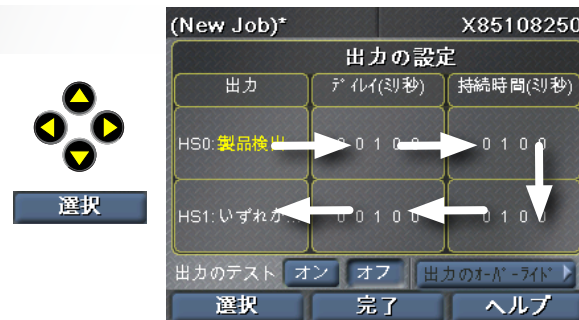 (New Job)* X85108250
出力の設定
出力 ディレイ(ミリ秒) 持続時間(ミリ秒)
HS0:製品検出 0 0 1 0 0 0 1 0 0
HS1:いずれか... 0 0 1 0 0 0 1 0 0
選択
出力のテスト オン オフ 出力のオーバーライド
選択 完了 ヘルプ